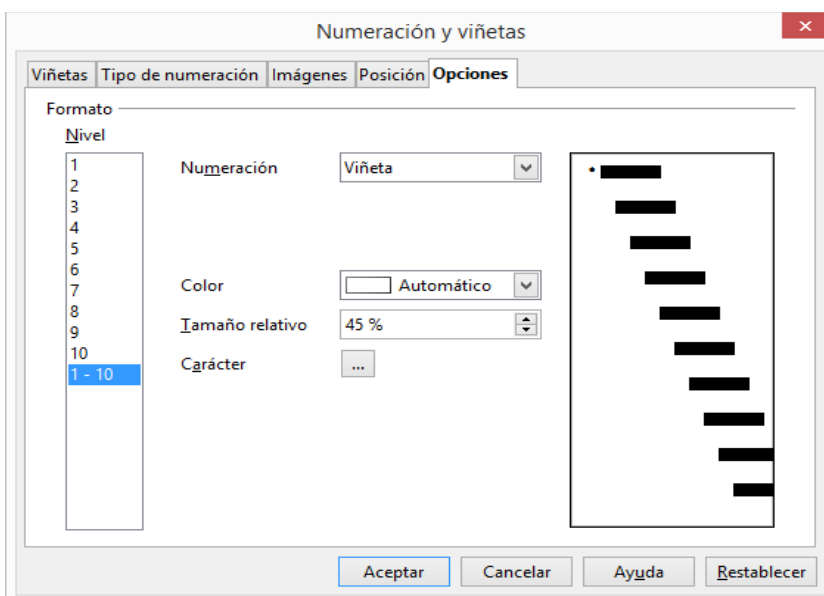 Numeración y viñetas
Viñetas Tipo de numeración Imágenes Posición Opciones
Formato
Nivel
1
2
3
4
5
6
7
8
9
10
1 - 10
Numeración Viñeta
Color Automático
Tamaño relativo 45 %
Carácter ...
Aceptar Cancelar Ayuda Restablecer